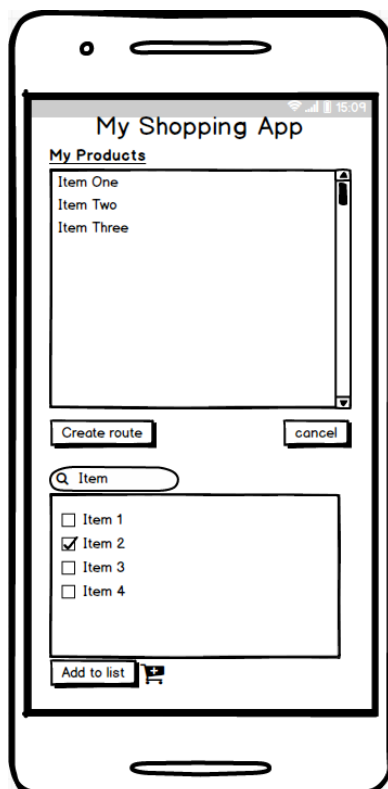 15:09
My Shopping App
My Products
Item One
Item Two
Item Three
Create route
cancel
Item
Item 1
Item 2
Item 3
Item 4
Add to list